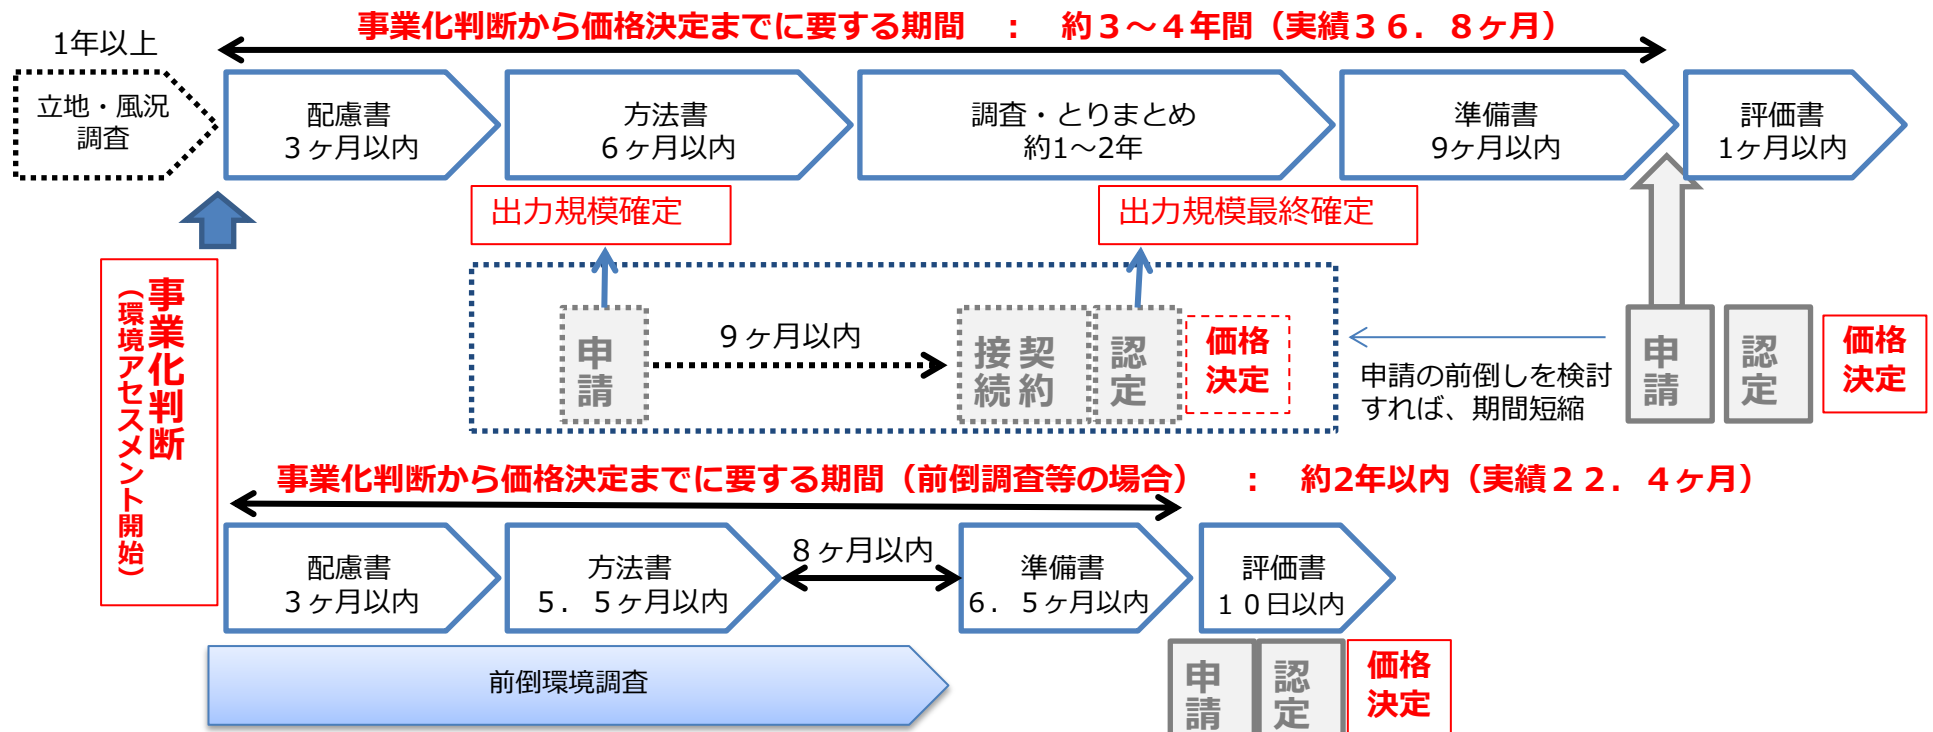 事業化判断から価格決定までに要する期間　：　約３～４年間（実績３６．８ヶ月）
1年以上
立地・風況
調査
配慮書
３ヶ月以内
方法書
６ヶ月以内
調査・とりまとめ
約1～2年
準備書
9ヶ月以内
評価書
1ヶ月以内
出力規模確定
出力規模最終確定
事業化判断
（環境アセスメント開始）
申請
９ヶ月以内
接続
契約
認定
価格
決定
申請の前倒しを検討
すれば、期間短縮
申請
認定
価格
決定
事業化判断から価格決定までに要する期間（前倒調査等の場合）　：　約2年以内（実績２２．４ヶ月）
配慮書
３ヶ月以内
方法書
５．５ヶ月以内
８ヶ月以内
準備書
６．５ヶ月以内
評価書
１０日以内
前倒環境調査
申請
認定
価格
決定